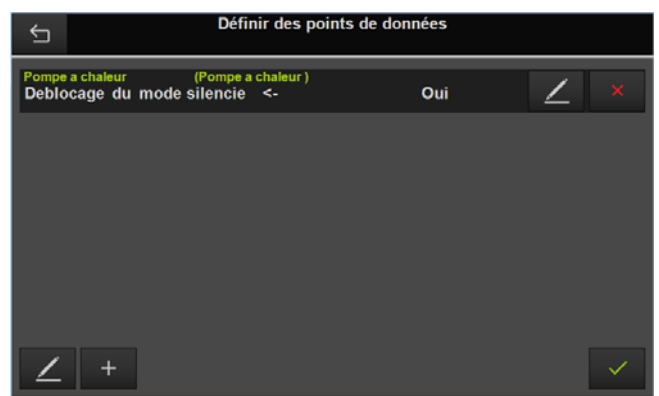 Définir des points de données
Pompe a chaleur (Pompe a chaleur )
Deblocage du mode silencie <- Oui